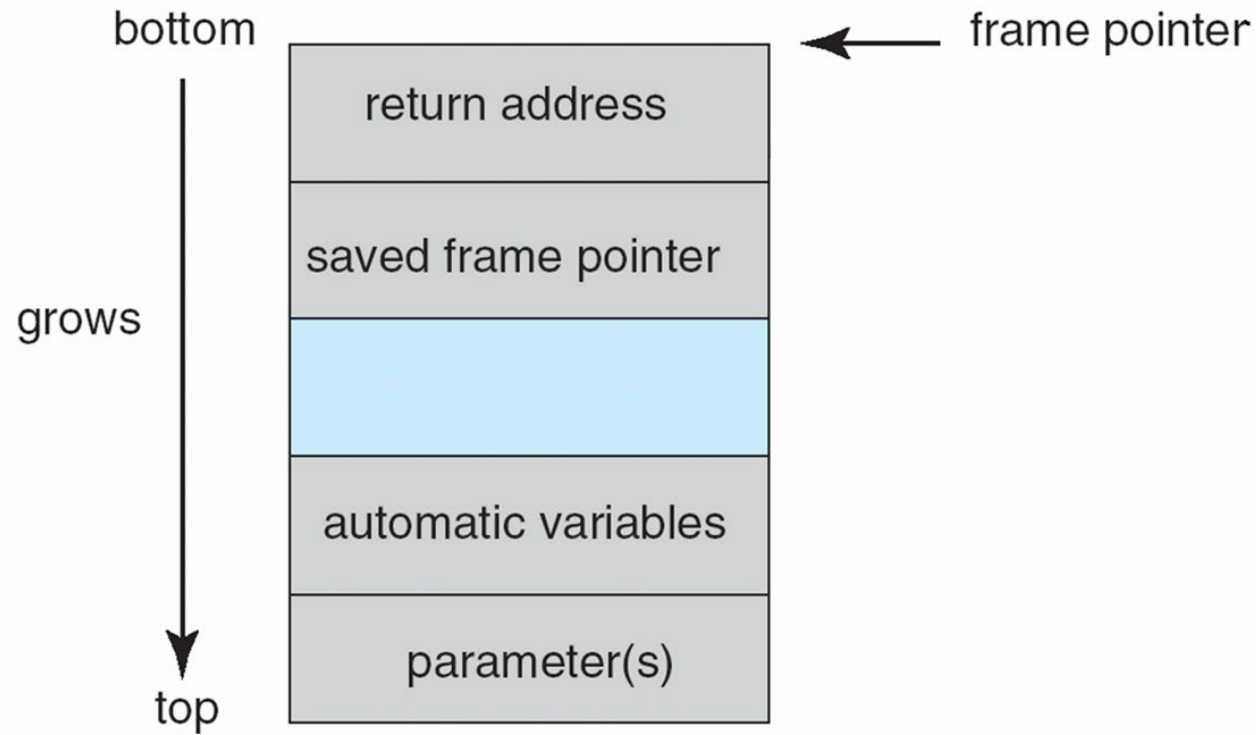 bottom
frame pointer
return address
saved frame pointer
grows
automatic variables
parameter(s)
top